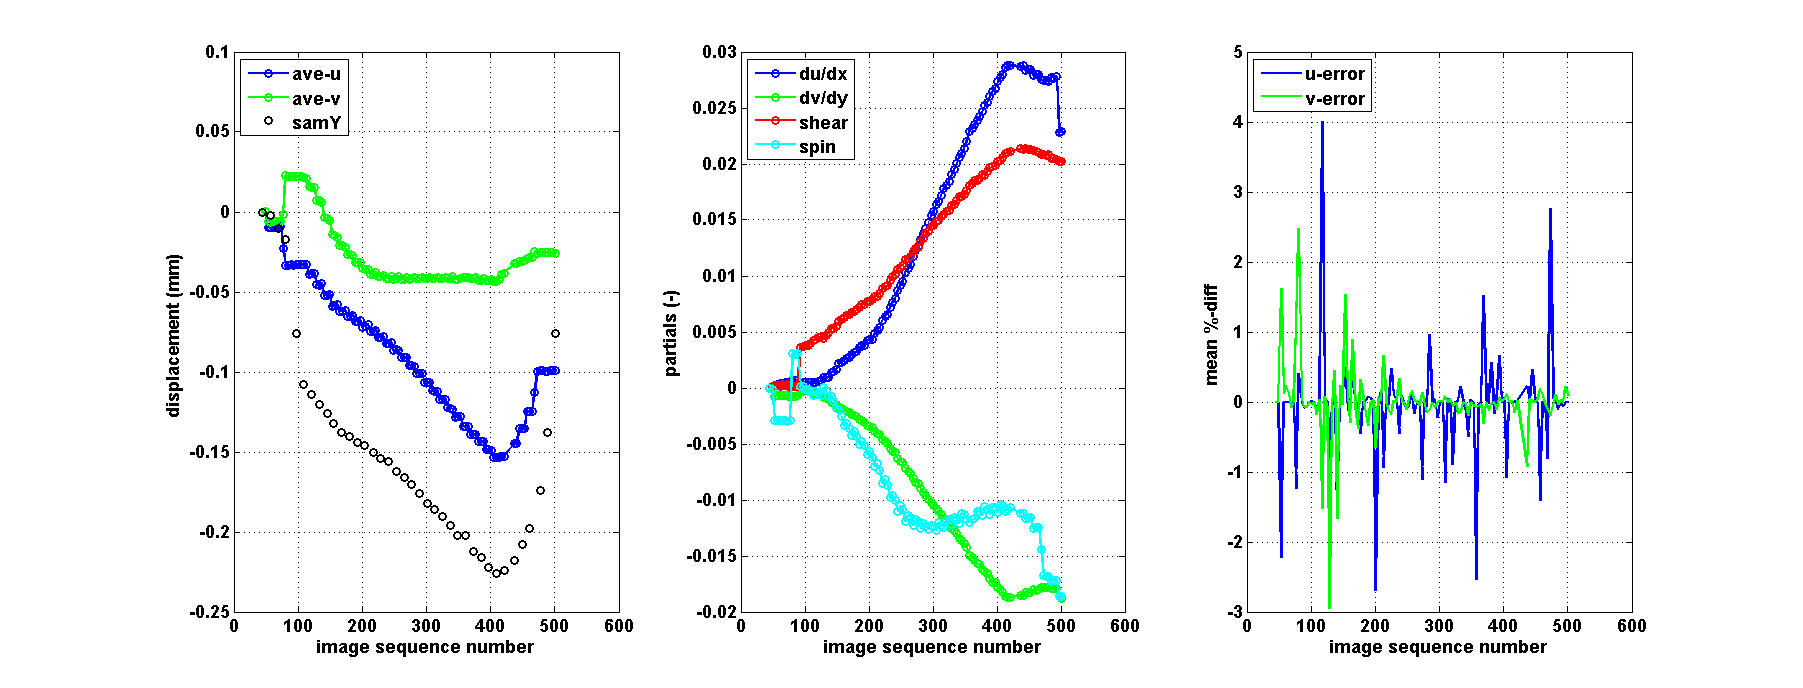 0.1
0.05
0
-0.05
-0.1
-0.15
-0.2
-0.25
displacement (mm)
ave-u
ave-v
samY
0 100 200 300 400 500 600
image sequence number
0.03
0.025
0.02
0.015
0.01
0.005
0
-0.005
-0.01
-0.015
-0.02
partials (-)
du/dx
dv/dy
shear
spin
0 100 200 300 400 500 600
image sequence number
5
4
3
2
1
0
-1
-2
-3
mean %-diff
u-error
v-error
0 100 200 300 400 500 600
image sequence number